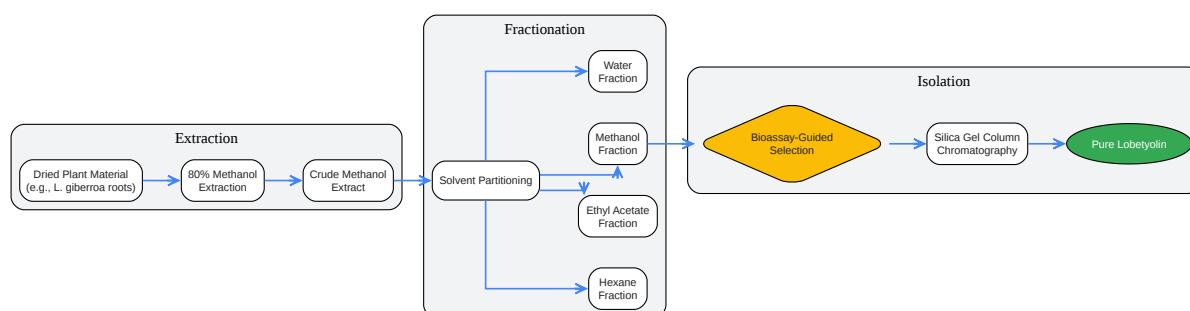 Extraction
Dried Plant Material
(e.g., L. giberroa roots)
80% Methanol
Extraction
Crude Methanol
Extract
Fractionation
Solvent Partitioning
Water
Fraction
Methanol
Fraction
Ethyl Acetate
Fraction
Hexane
Fraction
Isolation
Bioassay-Guided
Selection
Silica Gel Column
Chromatography
Pure Lobetyolin